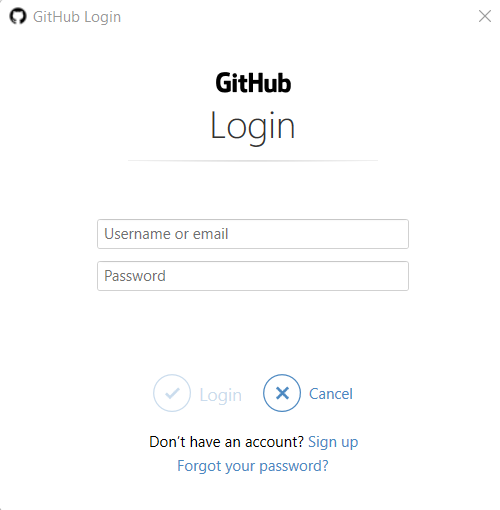 GitHub Login
GitHub
Login
Username or email
Password
Login Cancel
Don't have an account? Sign up
Forgot your password?